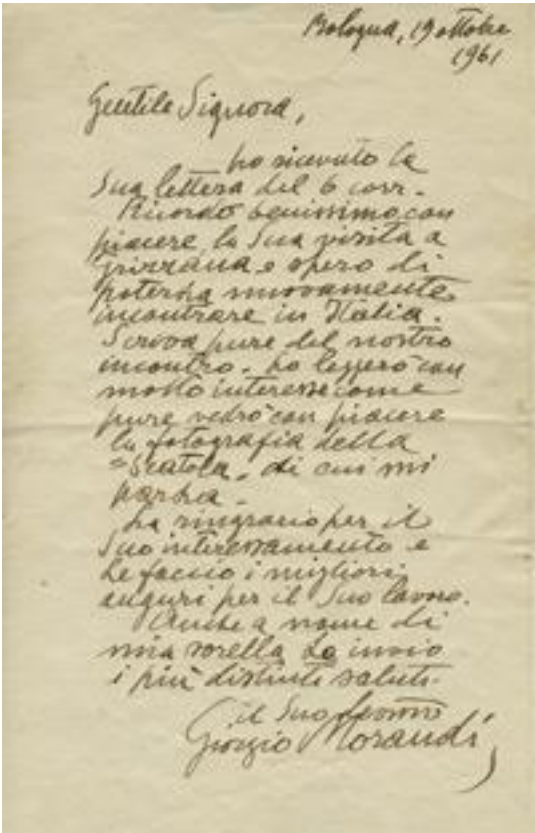 Bologna, 19 ottobre
1961
Gentile Signora,
ho ricevuto la
Sua lettera del 6 corr.
Ricordo benissimo con
piacere la Sua visita a
Grizzana e spero di
poterLa nuovamente
incontrare in Italia.
Scriva pure del nostro
incontro. Lo leggerò con
molto interesse come
pure vedrò con piacere
la fotografia della
"Scatola" di cui mi
parla.
La ringrazio per il
Suo interessamento e
Le faccio i migliori
auguri per il Suo lavoro.
Anche a nome di
mia sorella Le invio
i più distinti saluti.
il Suo devmo
Giorgio Morandi